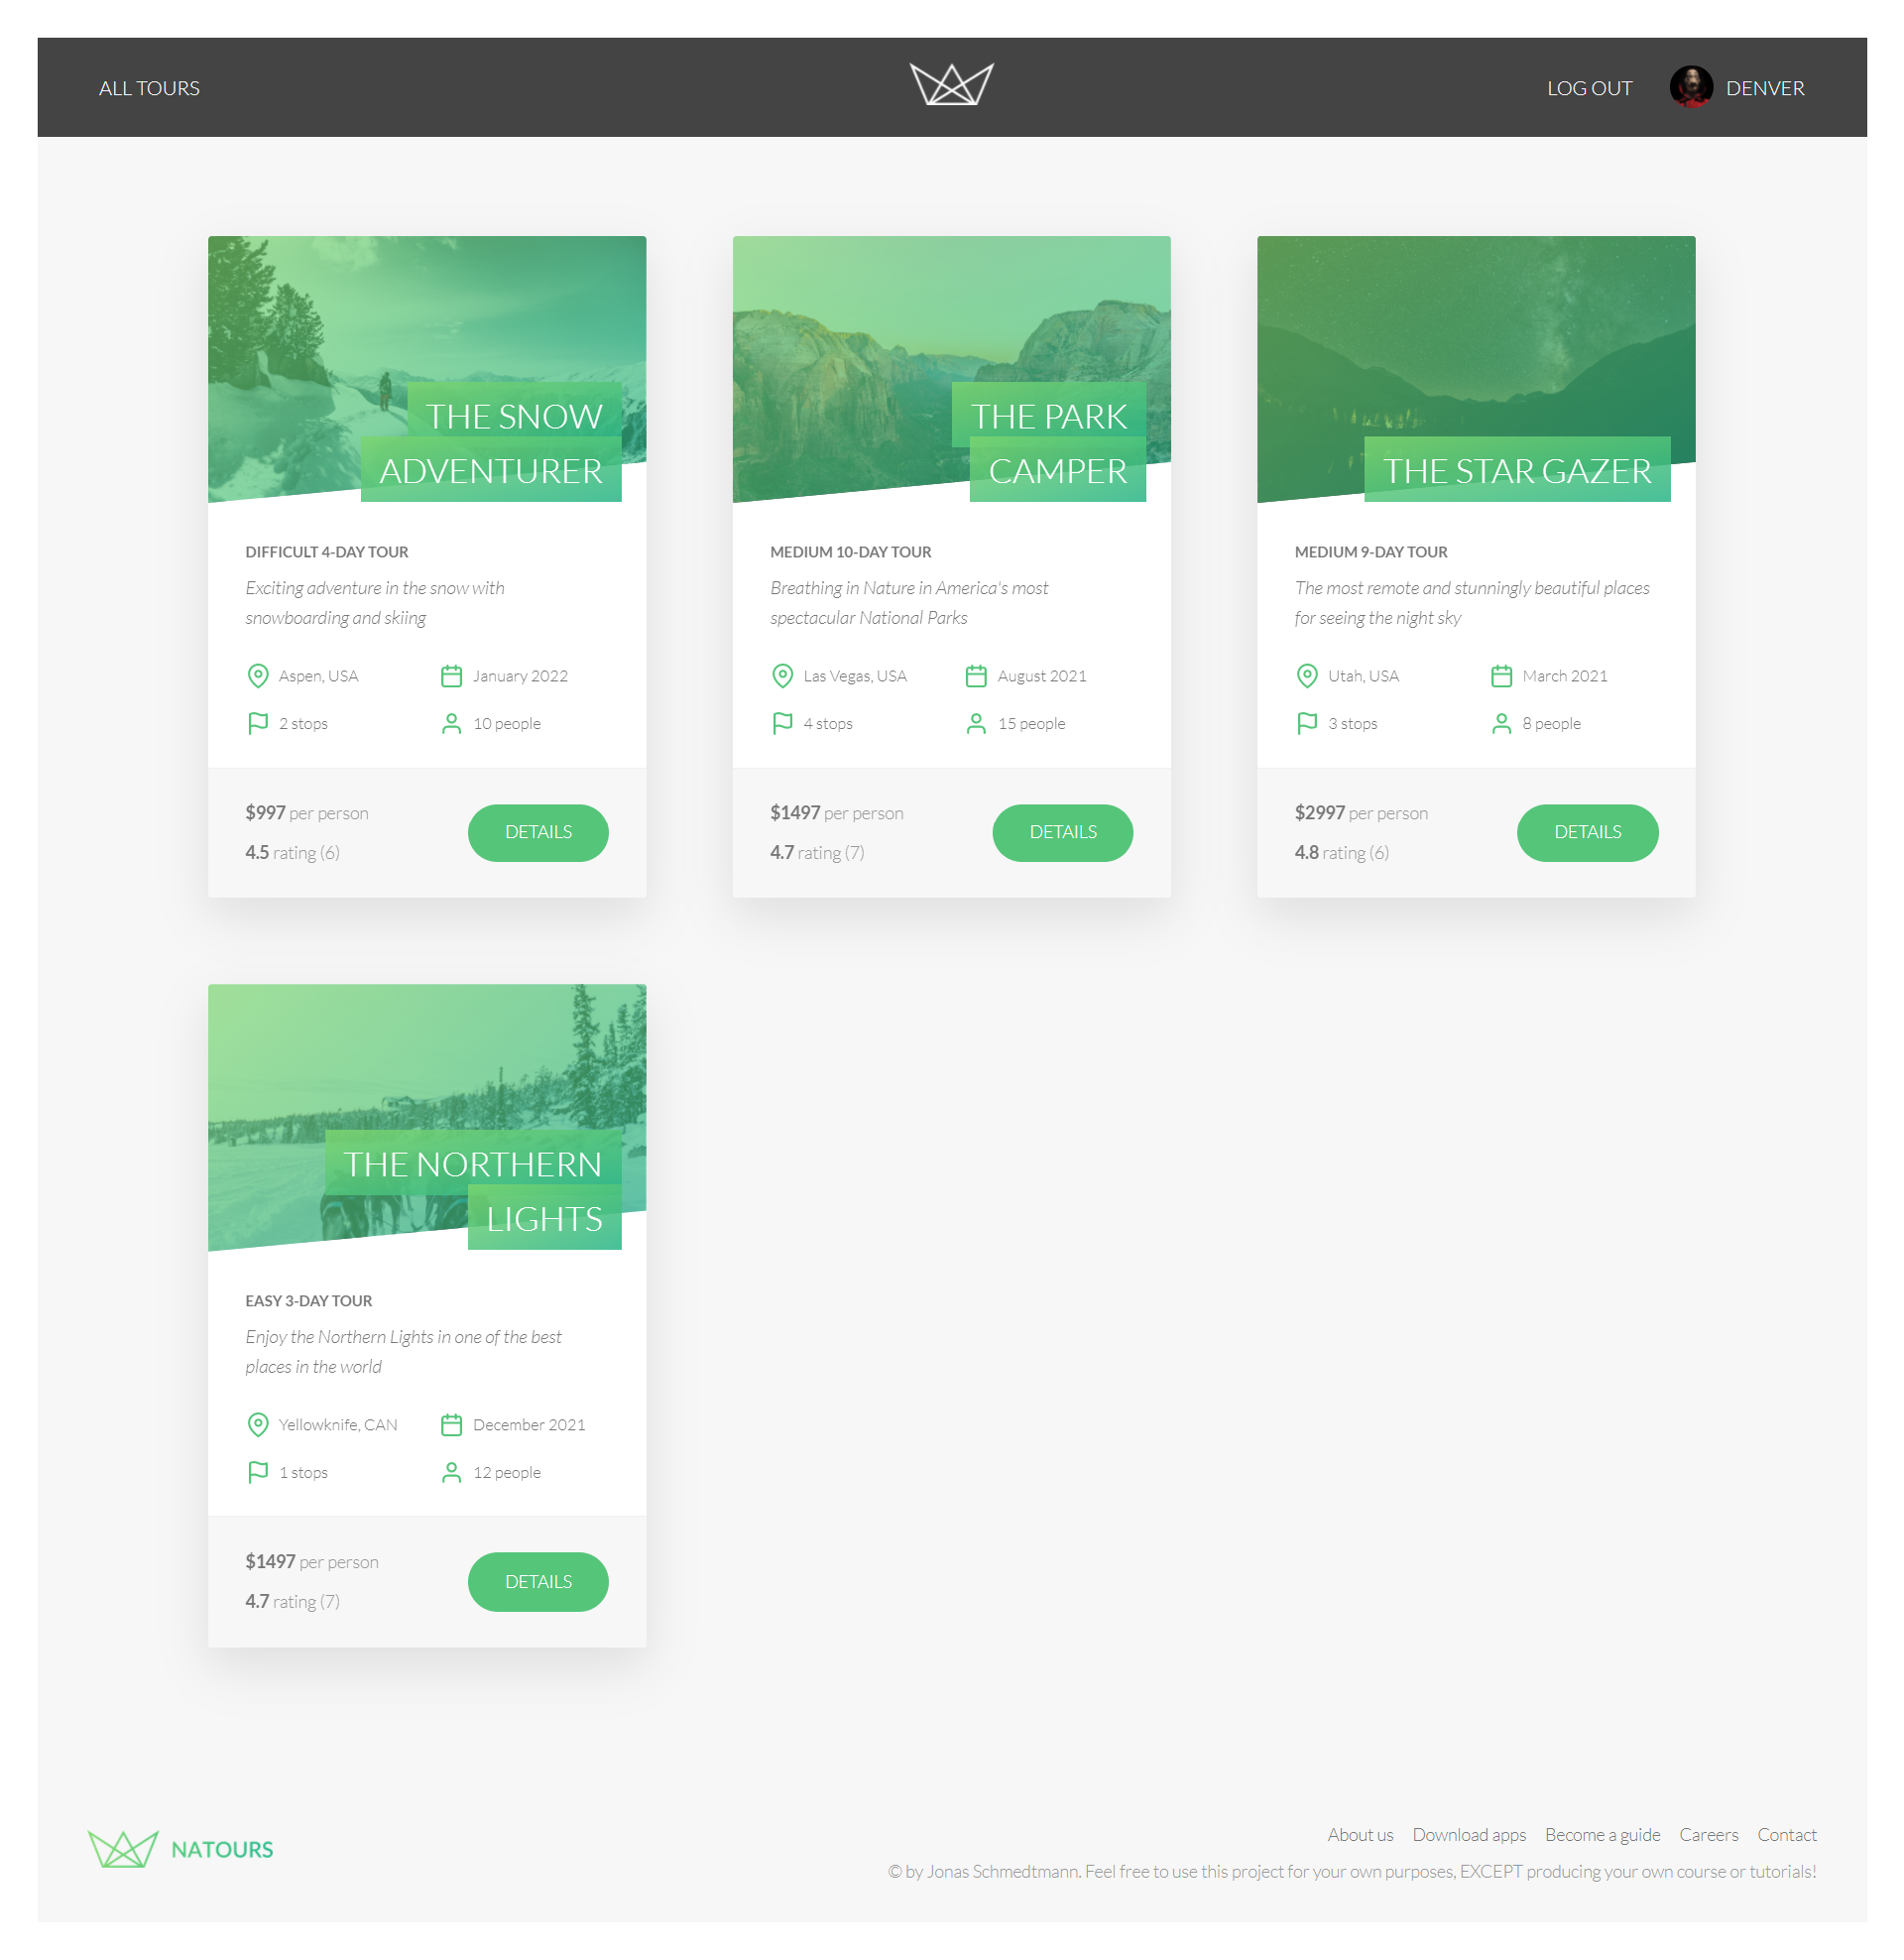 ALL TOURS
LOG OUT
DENVER
THE SNOW
ADVENTURER
DIFFICULT 4-DAY TOUR
Exciting adventure in the snow with
snowboarding and skiing
Aspen, USA
January 2022
2 stops
10 people
$997 per person
4.5 rating (6)
DETAILS
THE PARK
CAMPER
MEDIUM 10-DAY TOUR
Breathing in Nature in America's most
spectacular National Parks
Las Vegas, USA
August 2021
4 stops
15 people
$1497 per person
4.7 rating (7)
DETAILS
THE STAR GAZER
MEDIUM 9-DAY TOUR
The most remote and stunningly beautiful places
for seeing the night sky
Utah, USA
March 2021
3 stops
8 people
$2997 per person
4.8 rating (6)
DETAILS
THE NORTHERN
LIGHTS
EASY 3-DAY TOUR
Enjoy the Northern Lights in one of the best
places in the world
Yellowknife, CAN
December 2021
1 stops
12 people
$1497 per person
4.7 rating (7)
DETAILS
NATOURS
About us Download apps Become a guide Careers Contact
© by Jonas Schmedtmann. Feel free to use this project for your own purposes, EXCEPT producing your own course or tutorials!